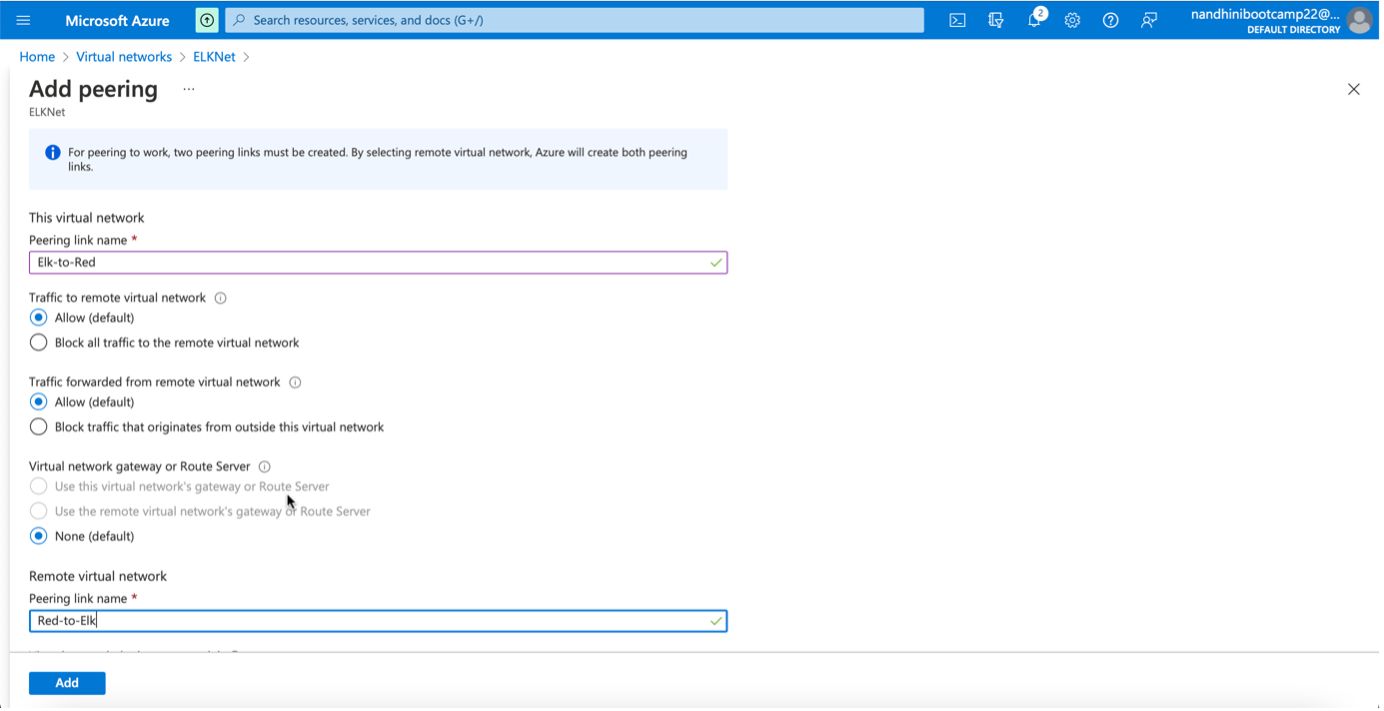 Microsoft Azure
Search resources, services, and docs (G+/)
2
nandhinibootcamp22@...
DEFAULT DIRECTORY
Home > Virtual networks > ELKNet >
Add peering ...
ELKNet
For peering to work, two peering links must be created. By selecting remote virtual network, Azure will create both peering
links.
This virtual network
Peering link name *
Elk-to-Red
Traffic to remote virtual network
Allow (default)
Block all traffic to the remote virtual network
Traffic forwarded from remote virtual network
Allow (default)
Block traffic that originates from outside this virtual network
Virtual network gateway or Route Server
Use this virtual network's gateway or Route Server
Use the remote virtual network's gateway or Route Server
None (default)
Remote virtual network
Peering link name *
Red-to-Elk
Add